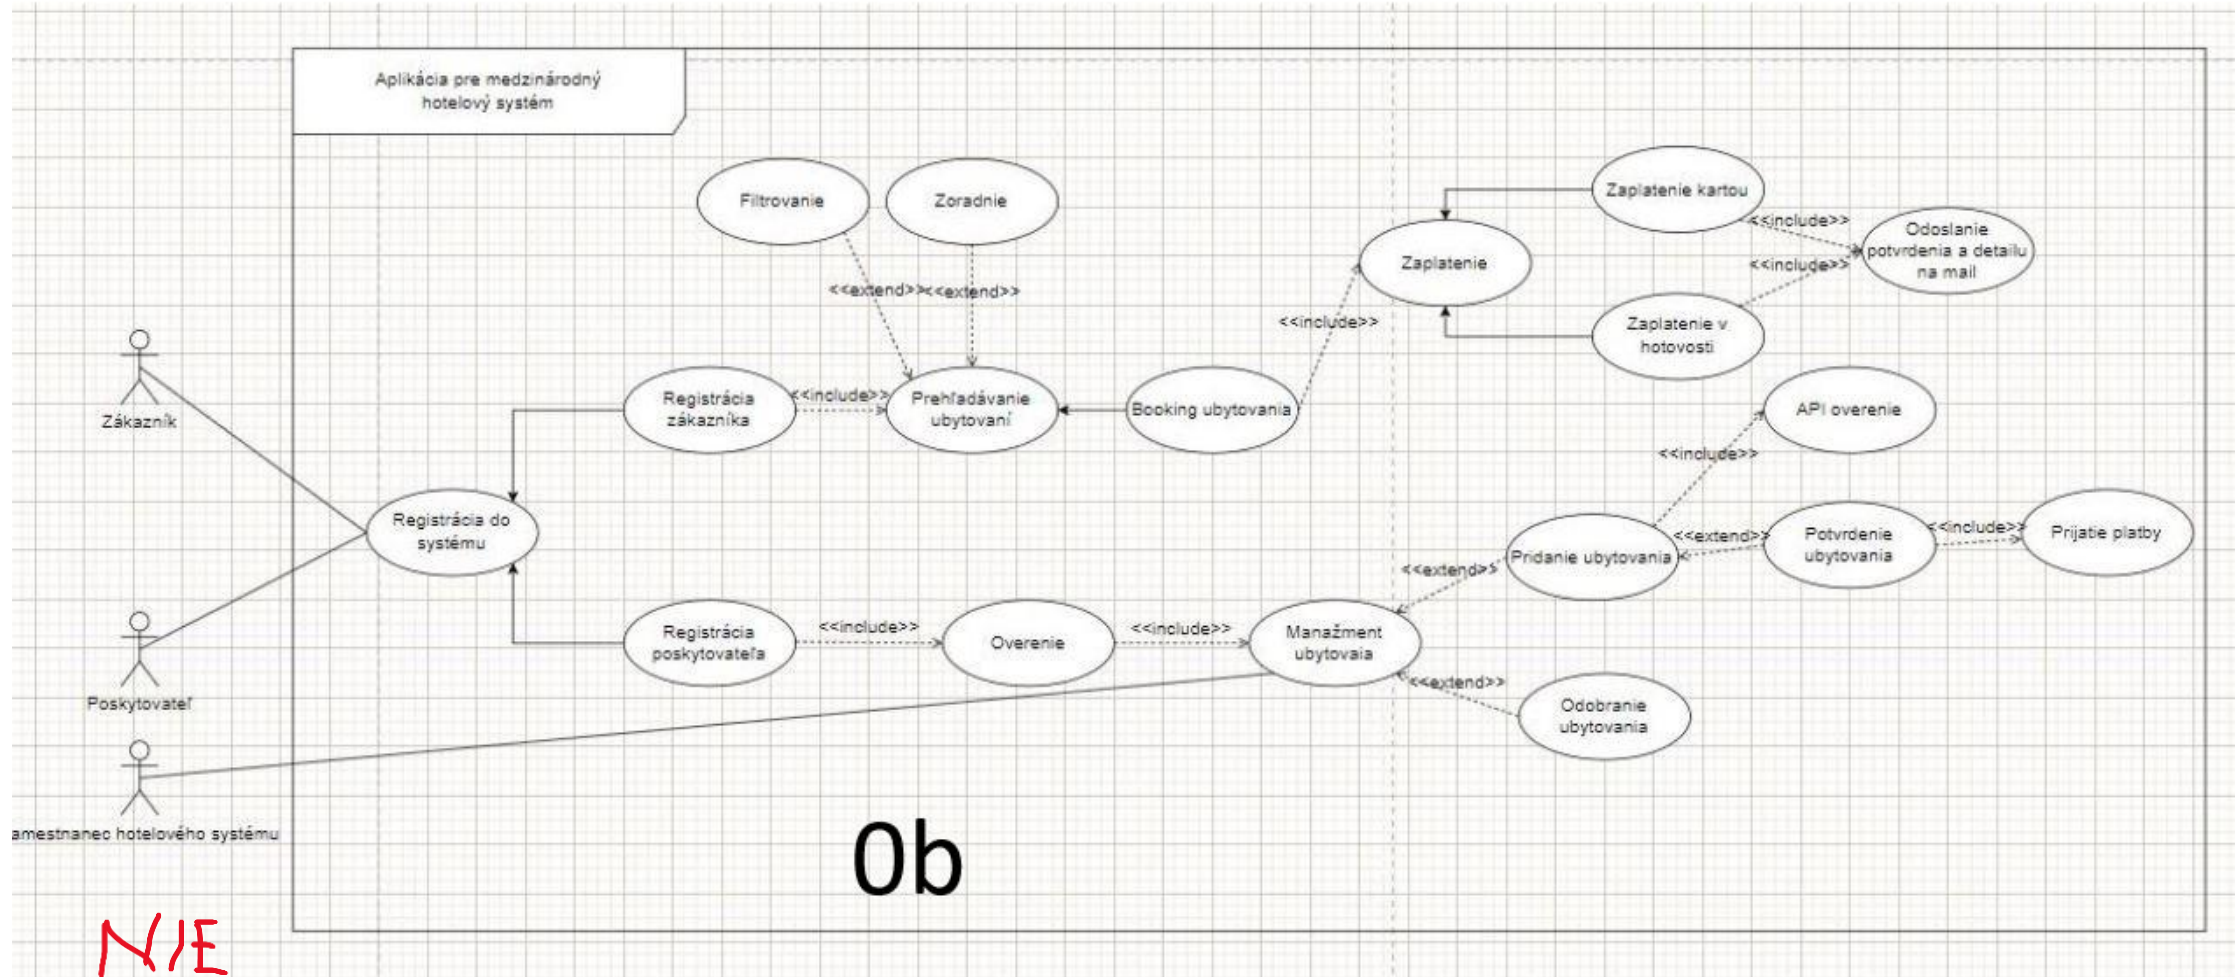 Aplikácia pre medzinárodný
hotelový systém
Filtrovanie
Zoradnie
<<extend>>
<<extend>>
Zaplatenie kartou
<<include>>
Odoslanie
potvrdenia a detailu
na mail
Zaplatenie
<<include>>
Zaplatenie v
hotovosti
<<include>>
Zákazník
Registrácia
zákazníka
<<include>>
Prehľadávanie
ubytovaní
Booking ubytovania
API overenie
<<include>>
Registrácia do
systému
Pridanie ubytovania
<<extend>>
Potvrdenie
ubytovania
<<include>>
Prijatie platby
<<extend>>
Registrácia
poskytovateľa
<<include>>
Overenie
<<include>>
Manažment
ubytovaia
<<extend>>
Odobranie
ubytovania
Poskytovateľ
amestnanec hotelového systému
0b
NIE